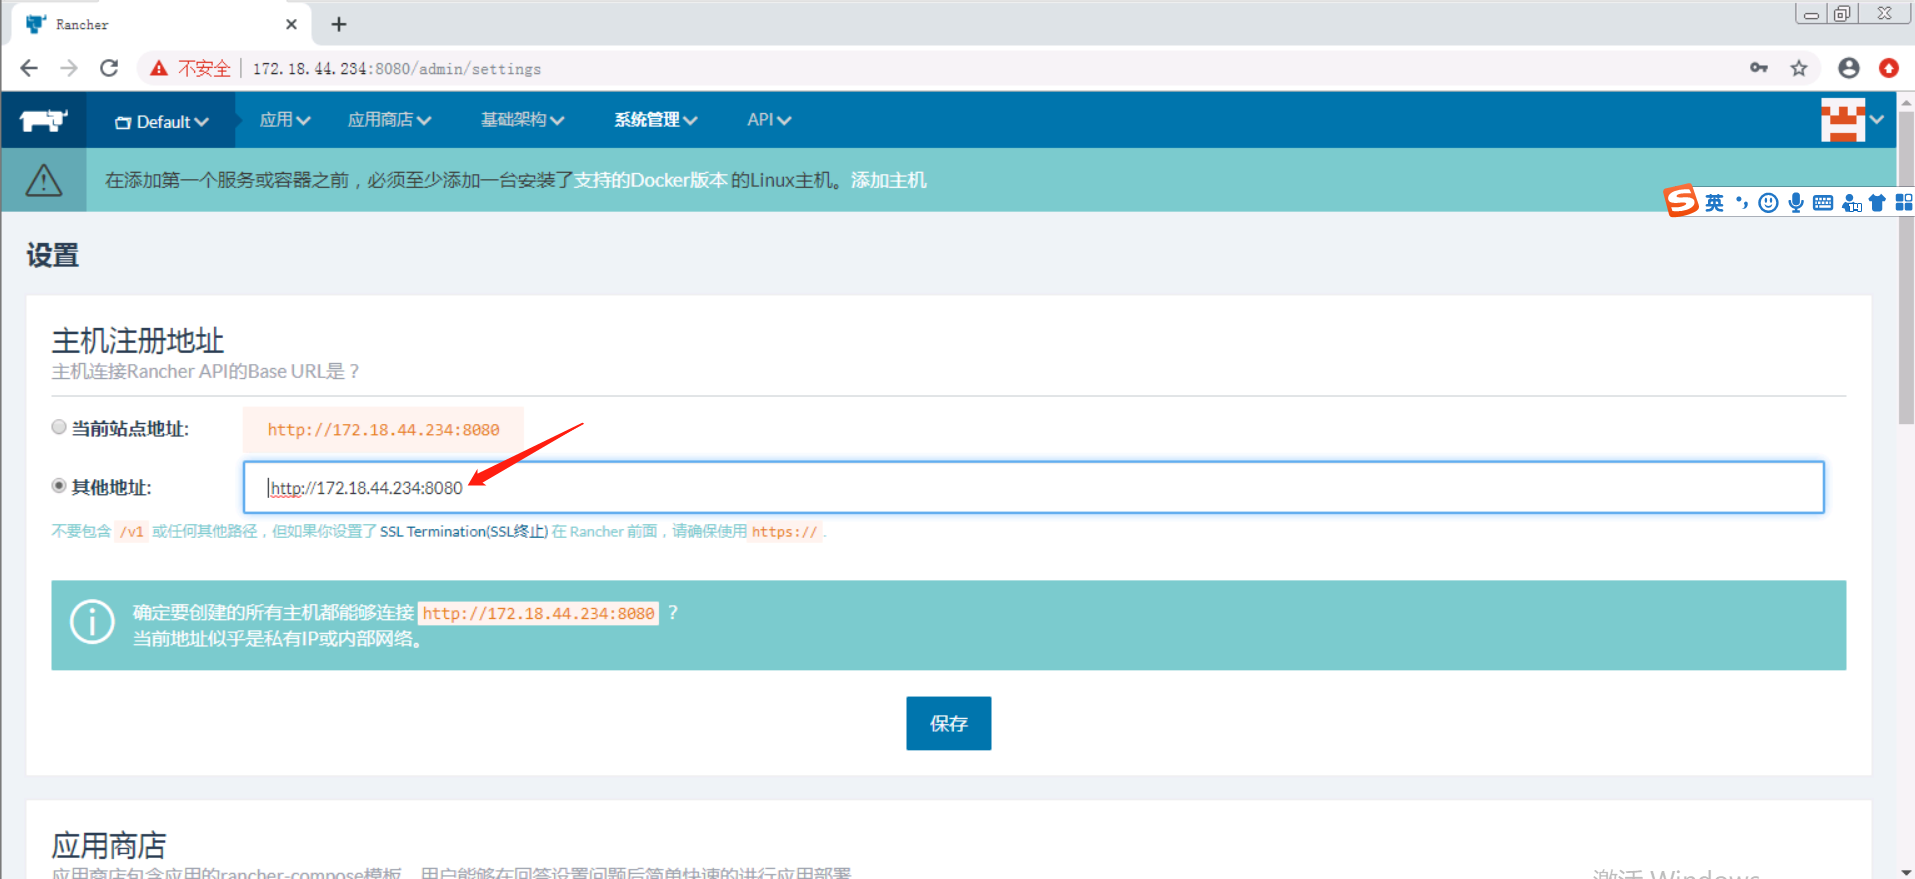 Rancher
不安全 172.18.44.234:8080/admin/settings
Default 应用 应用商店 基础架构 系统管理 API
在添加第一个服务或容器之前，必须至少添加一台安装了支持的Docker版本 的Linux主机。添加主机
英
设置
主机注册地址
主机连接Rancher API的Base URL是？
当前站点地址: http://172.18.44.234:8080
其他地址: http://172.18.44.234:8080
不要包含 /v1 或任何其他路径，但如果你设置了 SSL Termination(SSL终止) 在 Rancher 前面，请确保使用 https:// .
确定要创建的所有主机都能够连接 http://172.18.44.234:8080 ？
当前地址似乎是私有IP或内部网络。
保存
应用商店
应用商店包含应用的rancher-compose模板，用户能够在回答设置问题后简单快速的进行应用部署
激活 Windows